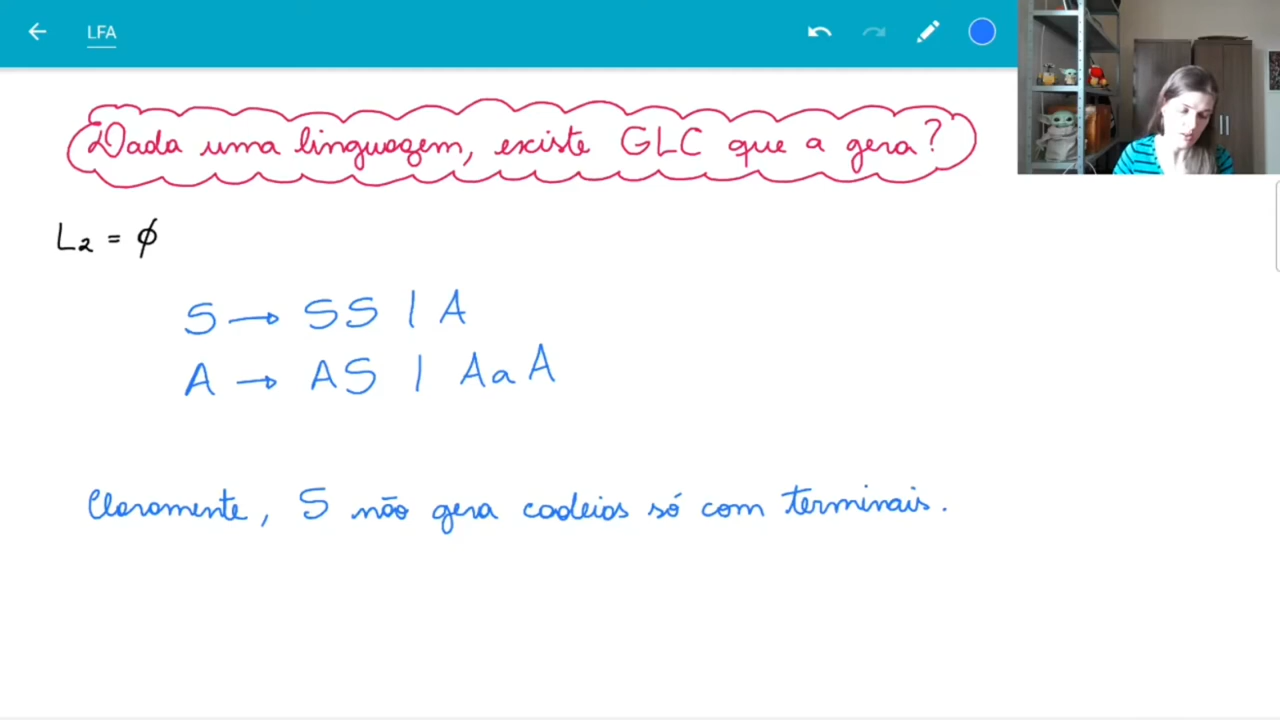 LFA
Dada uma linguagem, existe GLC que a gera?
L₂ = ϕ
S → SS | A
A → AS | AaA
Claramente, S não gera cadeias só com terminais.